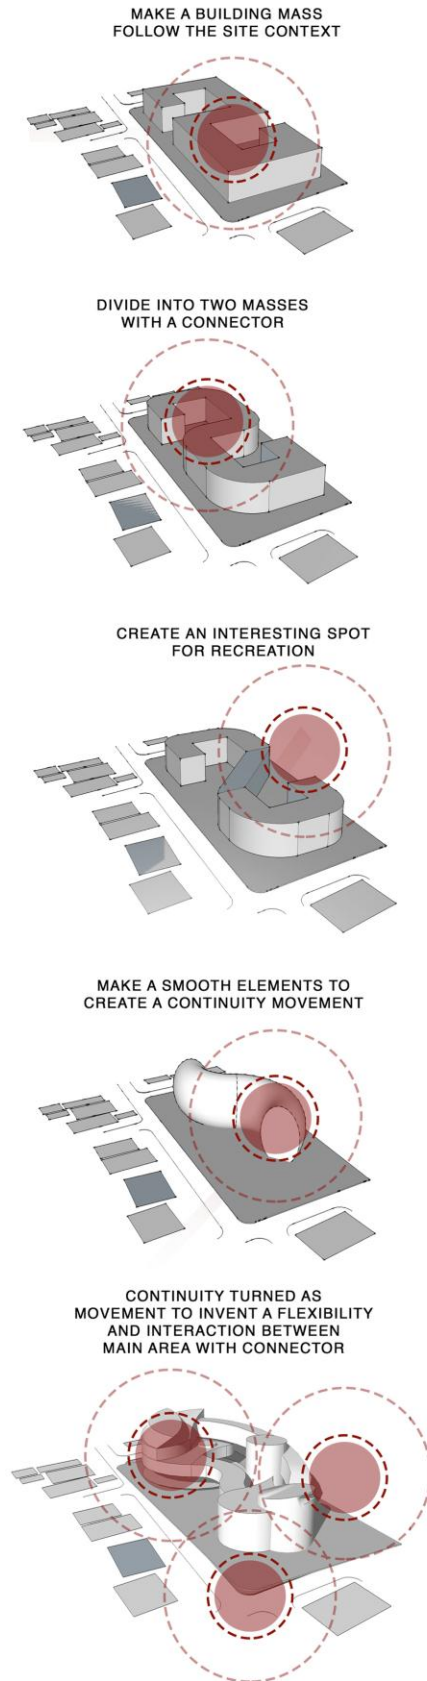 MAKE A BUILDING MASS
FOLLOW THE SITE CONTEXT
DIVIDE INTO TWO MASSES
WITH A CONNECTOR
CREATE AN INTERESTING SPOT
FOR RECREATION
MAKE A SMOOTH ELEMENTS TO
CREATE A CONTINUITY MOVEMENT
CONTINUITY TURNED AS
MOVEMENT TO INVENT A FLEXIBILITY
AND INTERACTION BETWEEN
MAIN AREA WITH CONNECTOR